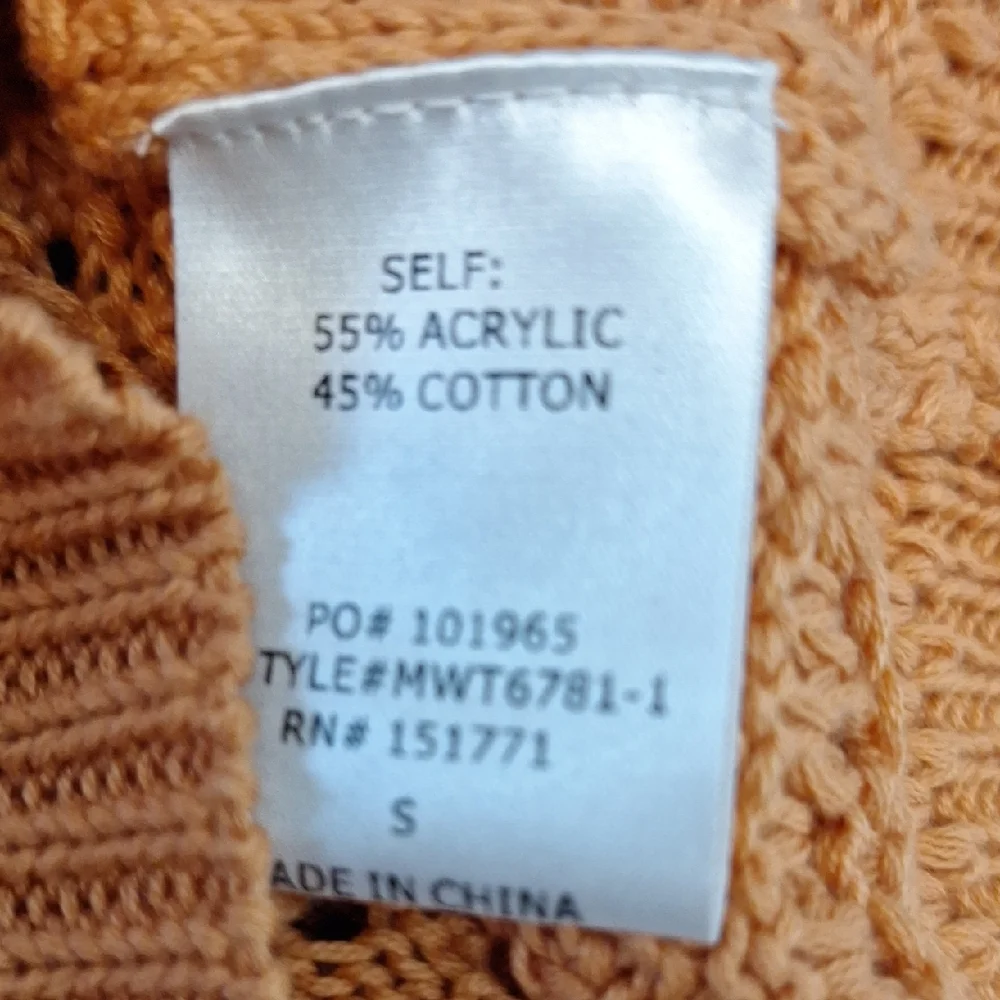 SELF:
55% ACRYLIC
45% COTTON
PO# 101965
TYLE#MWT6781-1
RN# 151771
S
ADE IN CHINA